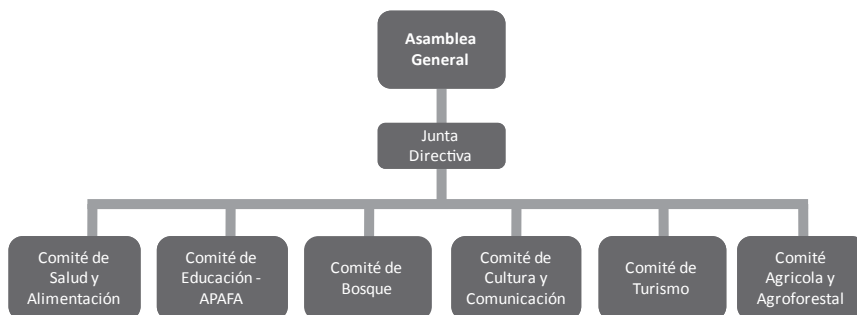 Asamblea
General
Junta
Directiva
Comité de
Salud y
Alimentación
Comité de
Educación -
APAFA
Comité de
Bosque
Comité de
Cultura y
Comunicación
Comité de
Turismo
Comité
Agricola y
Agroforestal